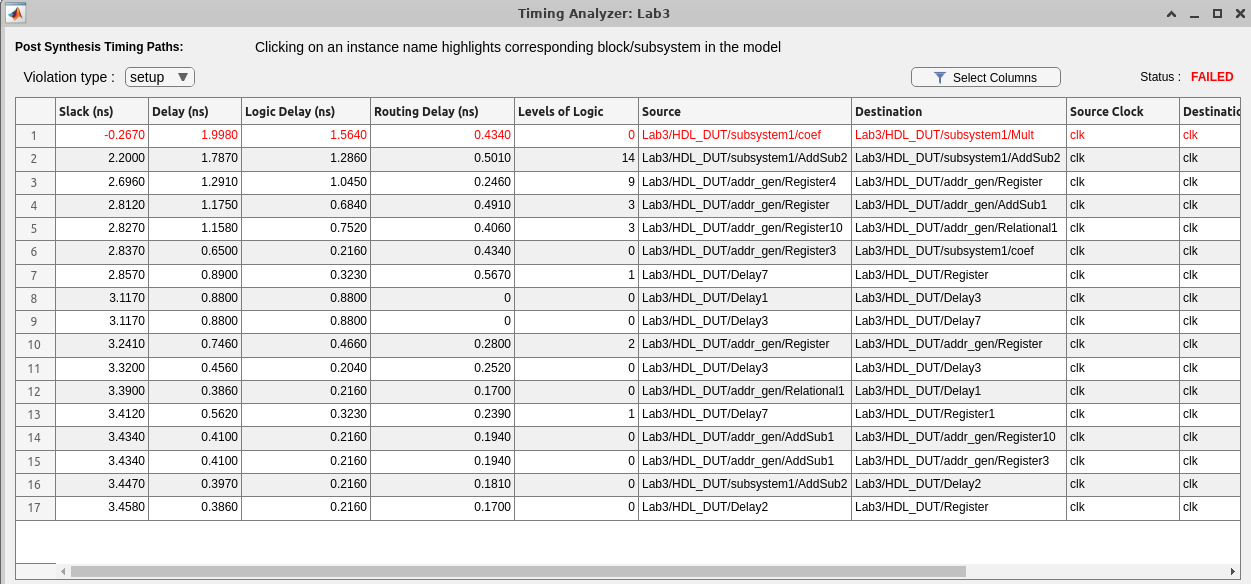 Timing Analyzer: Lab3
Post Synthesis Timing Paths: Clicking on an instance name highlights corresponding block/subsystem in the model
Violation type : setup Select Columns Status : FAILED
Slack (ns) Delay (ns) Logic Delay (ns) Routing Delay (ns) Levels of Logic Source Destination Source Clock Destinatic
1 -0.2670 1.9980 1.5640 0.4340 0 Lab3/HDL_DUT/subsystem1/coef Lab3/HDL_DUT/subsystem1/Mult clk clk
2 2.2000 1.7870 1.2860 0.5010 14 Lab3/HDL_DUT/subsystem1/AddSub2 Lab3/HDL_DUT/subsystem1/AddSub2 clk clk
3 2.6960 1.2910 1.0450 0.2460 9 Lab3/HDL_DUT/addr_gen/Register4 Lab3/HDL_DUT/addr_gen/Register clk clk
4 2.8120 1.1750 0.6840 0.4910 3 Lab3/HDL_DUT/addr_gen/Register Lab3/HDL_DUT/addr_gen/AddSub1 clk clk
5 2.8270 1.1580 0.7520 0.4060 3 Lab3/HDL_DUT/addr_gen/Register10 Lab3/HDL_DUT/addr_gen/Relational1 clk clk
6 2.8370 0.6500 0.2160 0.4340 0 Lab3/HDL_DUT/addr_gen/Register3 Lab3/HDL_DUT/subsystem1/coef clk clk
7 2.8570 0.8900 0.3230 0.5670 1 Lab3/HDL_DUT/Delay7 Lab3/HDL_DUT/Register clk clk
8 3.1170 0.8800 0.8800 0 0 Lab3/HDL_DUT/Delay1 Lab3/HDL_DUT/Delay3 clk clk
9 3.1170 0.8800 0.8800 0 0 Lab3/HDL_DUT/Delay3 Lab3/HDL_DUT/Delay7 clk clk
10 3.2410 0.7460 0.4660 0.2800 2 Lab3/HDL_DUT/addr_gen/Register Lab3/HDL_DUT/addr_gen/Register clk clk
11 3.3200 0.4560 0.2040 0.2520 0 Lab3/HDL_DUT/Delay3 Lab3/HDL_DUT/Delay3 clk clk
12 3.3900 0.3860 0.2160 0.1700 0 Lab3/HDL_DUT/addr_gen/Relational1 Lab3/HDL_DUT/Delay1 clk clk
13 3.4120 0.5620 0.3230 0.2390 1 Lab3/HDL_DUT/Delay7 Lab3/HDL_DUT/Register1 clk clk
14 3.4340 0.4100 0.2160 0.1940 0 Lab3/HDL_DUT/addr_gen/AddSub1 Lab3/HDL_DUT/addr_gen/Register10 clk clk
15 3.4340 0.4100 0.2160 0.1940 0 Lab3/HDL_DUT/addr_gen/AddSub1 Lab3/HDL_DUT/addr_gen/Register3 clk clk
16 3.4470 0.3970 0.2160 0.1810 0 Lab3/HDL_DUT/subsystem1/AddSub2 Lab3/HDL_DUT/Delay2 clk clk
17 3.4580 0.3860 0.2160 0.1700 0 Lab3/HDL_DUT/Delay2 Lab3/HDL_DUT/Register clk clk